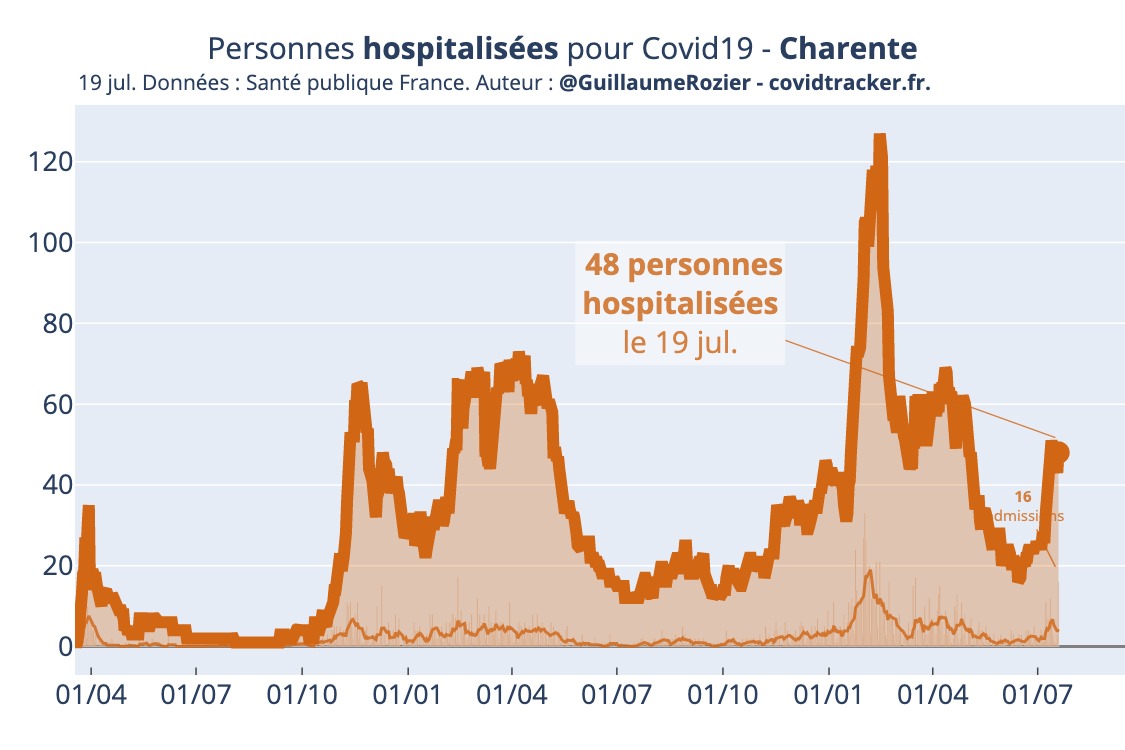 Personnes hospitalisées pour Covid19 - Charente
19 jul. Données : Santé publique France. Auteur : @GuillaumeRozier - covidtracker.fr.
120
100
80
60
40
20
0
48 personnes
hospitalisées
le 19 jul.
16
dmissions
01/04 01/07 01/10 01/01 01/04 01/07 01/10 01/01 01/04 01/07